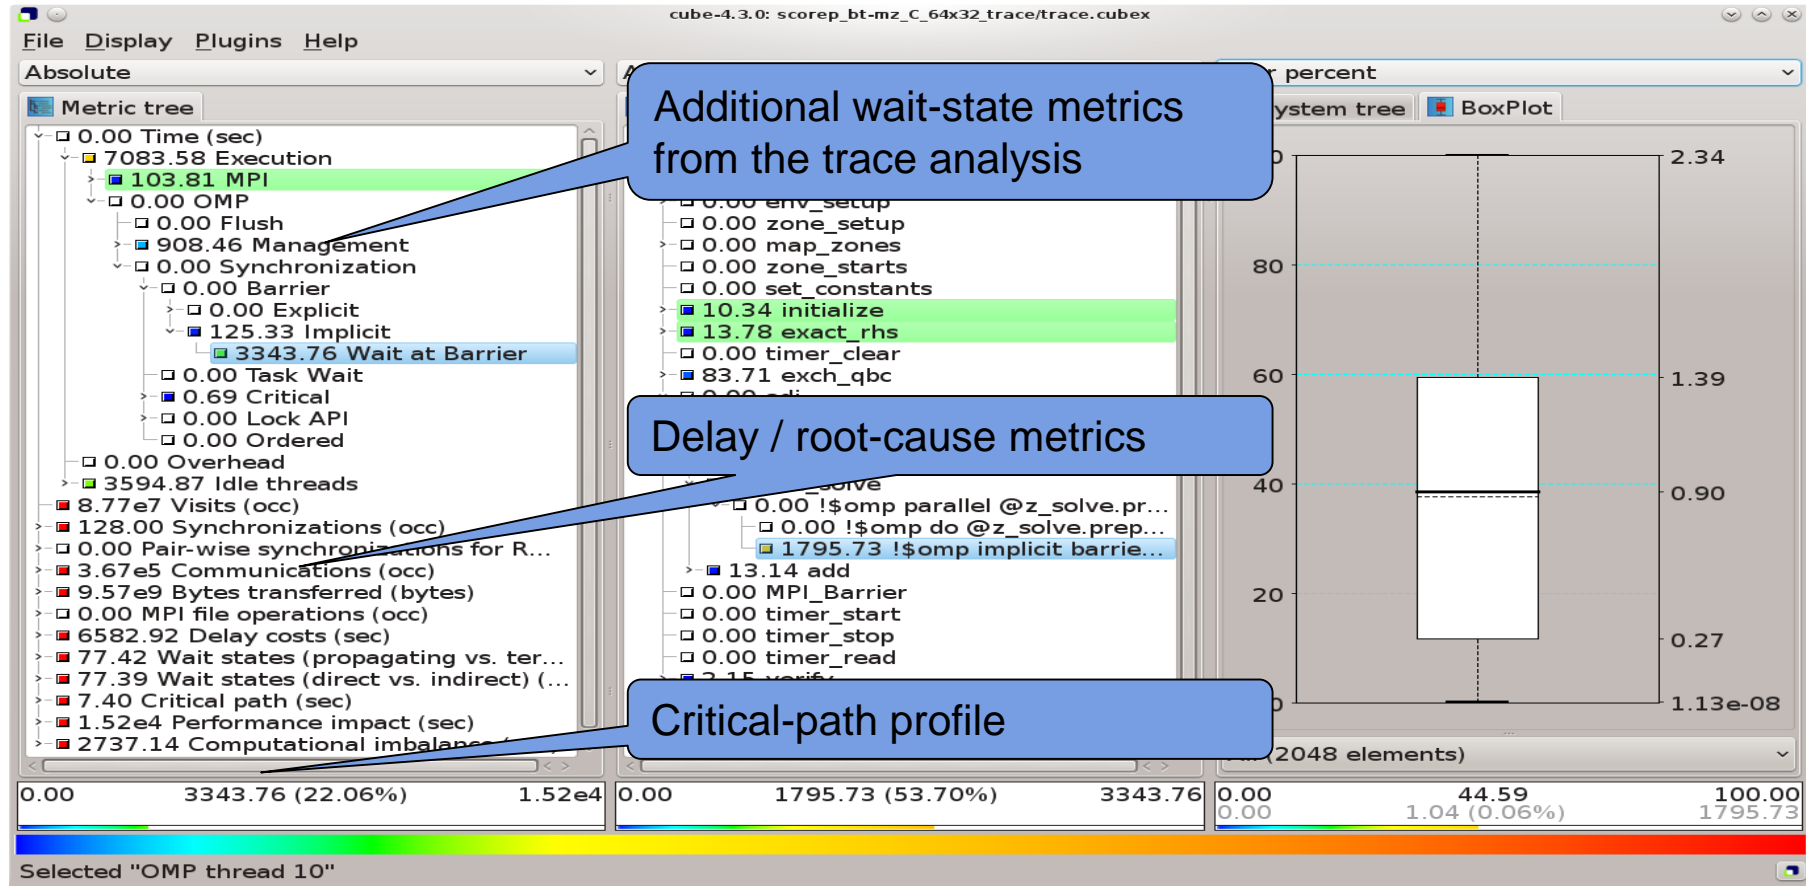 cube-4.3.0: scorep_bt-mz_C_64x32_trace/trace.cubex
File Display Plugins Help
Absolute
Metric tree
0.00 Time (sec)
7083.58 Execution
103.81 MPI
0.00 OMP
0.00 Flush
908.46 Management
0.00 Synchronization
0.00 Barrier
0.00 Explicit
125.33 Implicit
3343.76 Wait at Barrier
0.00 Task Wait
0.69 Critical
0.00 Lock API
0.00 Ordered
0.00 Overhead
3594.87 Idle threads
8.77e7 Visits (occ)
128.00 Synchronizations (occ)
0.00 Pair-wise synchronizations for R...
3.67e5 Communications (occ)
9.57e9 Bytes transferred (bytes)
0.00 MPI file operations (occ)
6582.92 Delay costs (sec)
77.42 Wait states (propagating vs. ter...
77.39 Wait states (direct vs. indirect) (...
7.40 Critical path (sec)
1.52e4 Performance impact (sec)
2737.14 Computational imbalance
0.00 3343.76 (22.06%) 1.52e4
Additional wait-state metrics
from the trace analysis
0.00 env_setup
0.00 zone_setup
0.00 map_zones
0.00 zone_starts
0.00 set_constants
10.34 initialize
13.78 exact_rhs
0.00 timer_clear
83.71 exch_qbc
Delay / root-cause metrics
0.00 !$omp parallel @z_solve.pr...
0.00 !$omp do @z_solve.prep...
1795.73 !$omp implicit barrie...
13.14 add
0.00 MPI_Barrier
0.00 timer_start
0.00 timer_stop
0.00 timer_read
Critical-path profile
0.00 1795.73 (53.70%) 3343.76
percent
ystem tree
BoxPlot
2.34
80
60
1.39
40
0.90
20
0.27
1.13e-08
(2048 elements)
0.00 44.59 100.00
0.00 1.04 (0.06%) 1795.73
Selected "OMP thread 10"